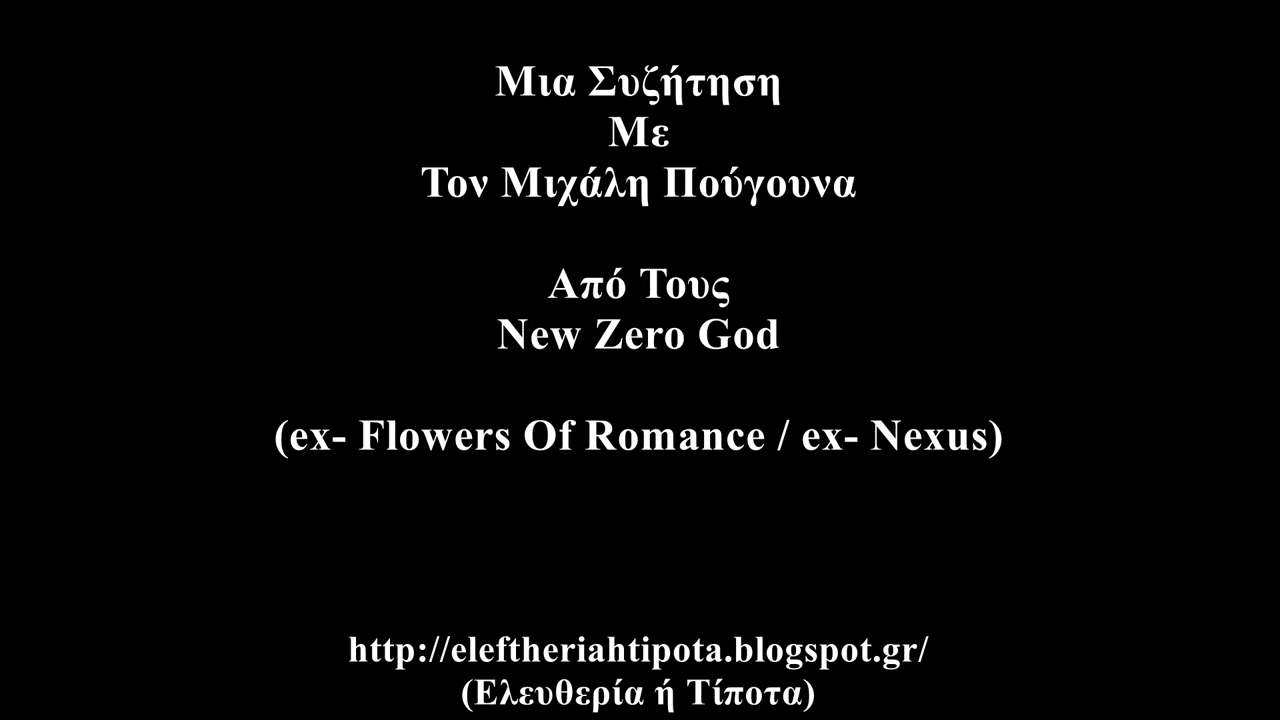 Μια Συζήτηση
Με
Τον Μιχάλη Πούγουνα
Από Τους
New Zero God
(ex- Flowers Of Romance / ex- Nexus)
http://eleftheriahtipota.blogspot.gr/
(Ελευθερία ή Τίποτα)